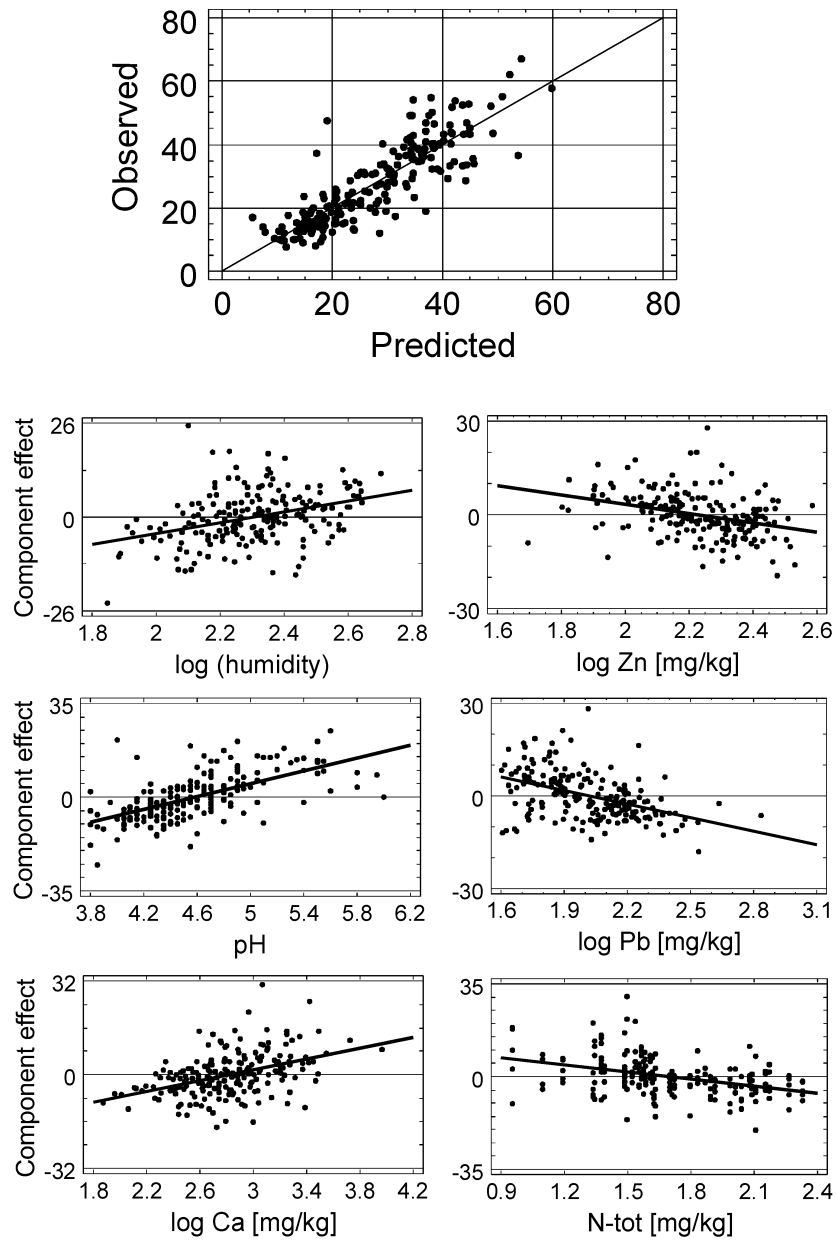 80
60
40
20
0
Observed
0 20 40 60 80
Predicted
26
0
-26
Component effect
1.8 2 2.2 2.4 2.6 2.8
log (humidity)
30
0
-30
1.6 1.8 2 2.2 2.4 2.6
log Zn [mg/kg]
35
0
-35
Component effect
3.8 4.2 4.6 5 5.4 5.8 6.2
pH
30
0
-30
1.6 1.9 2.2 2.5 2.8 3.1
log Pb [mg/kg]
32
0
-32
Component effect
1.8 2.2 2.6 3.0 3.4 3.8 4.2
log Ca [mg/kg]
35
0
-35
0.9 1.2 1.5 1.8 2.1 2.4
N-tot [mg/kg]